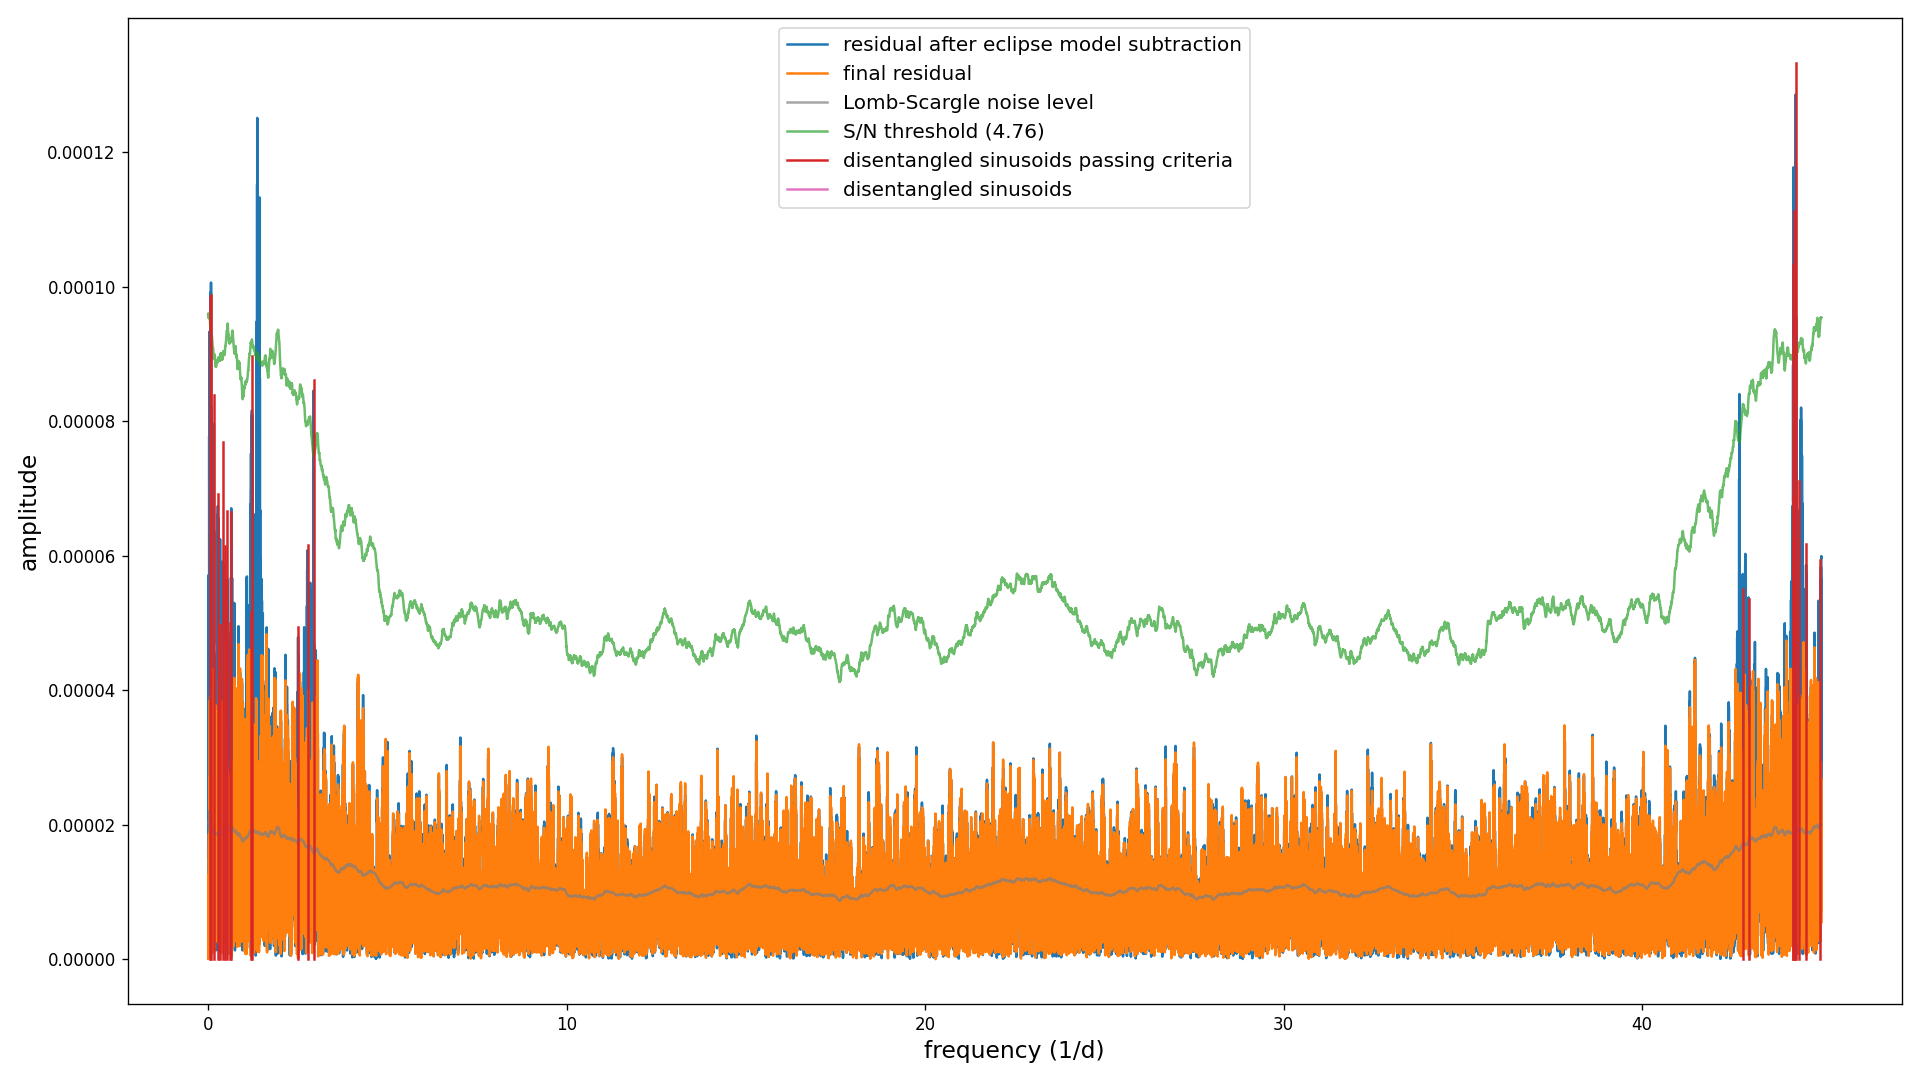 residual after eclipse model subtraction
final residual
Lomb-Scargle noise level
S/N threshold (4.76)
disentangled sinusoids passing criteria
disentangled sinusoids
amplitude
0.00012
0.00010
0.00008
0.00006
0.00004
0.00002
0.00000
0 10 20 30 40
frequency (1/d)